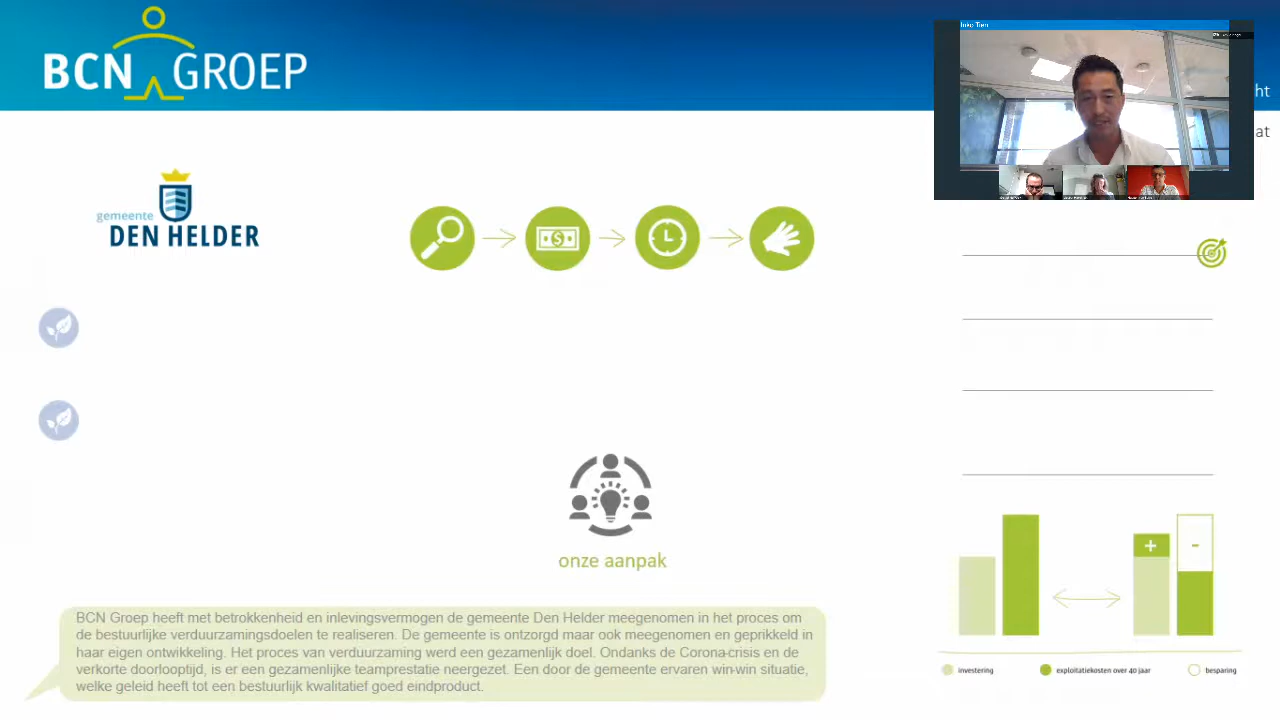 BCN GROEP
Ioko Tien
ht
at
gemeente
DEN HELDER
onze aanpak
BCN Groep heeft met betrokkenheid en inlevingsvermogen de gemeente Den Helder meegenomen in het proces om
de bestuurlijke verduurzamingsdoelen te realiseren. De gemeente is ontzorgd maar ook meegenomen en geprikkeld in
haar eigen ontwikkeling. Het proces van verduurzaming werd een gezamenlijk doel. Ondanks de Corona-crisis en de
verkorte doorlooptijd, is er een gezamenlijke teamprestatie neergezet. Een door de gemeente ervaren win-win situatie,
welke geleid heeft tot een bestuurlijk kwalitatief goed eindproduct.
+ -
investering exploitatiekosten over 40 jaar besparing